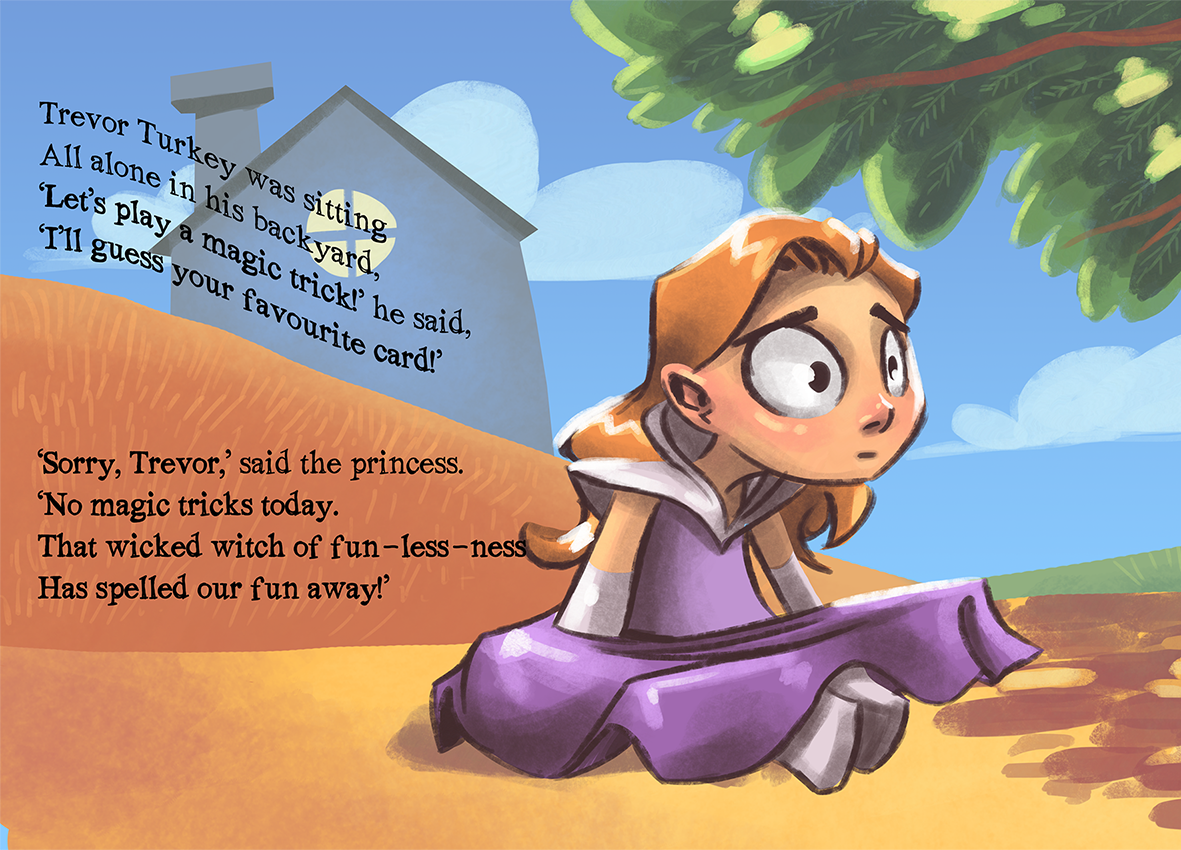 Trevor Turkey was sitting
All alone in his backyard,
‘Let’s play a magic trick!’ he said,
‘I’ll guess your favourite card!’
‘Sorry, Trevor,’ said the princess.
‘No magic tricks today.
That wicked witch of fun-less-ness
Has spelled our fun away!’